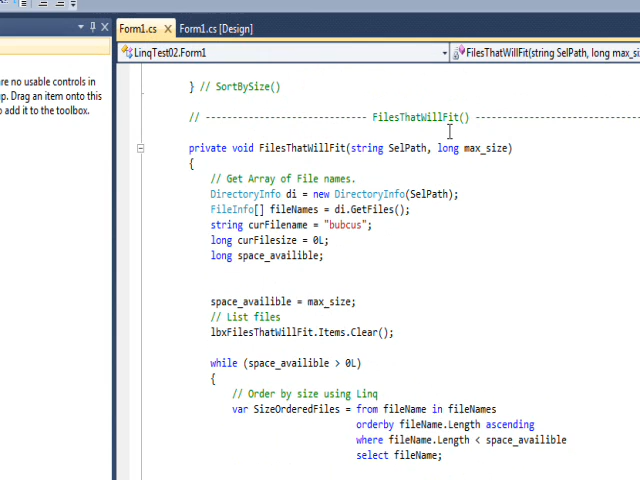 Form1.cs X Form1.cs [Design]
LinqTest02.Form1
FilesThatWillFit(string SelPath, long max_si
re no usable controls in
p. Drag an item onto this
o add it to the toolbox.
} // SortBySize()
// ----------------------------- FilesThatWillFit() -----------------------------
private void FilesThatWillFit(string SelPath, long max_size)
{
// Get Array of File names.
DirectoryInfo di = new DirectoryInfo(SelPath);
FileInfo[] fileNames = di.GetFiles();
string curFilename = "bubcus";
long curFilesize = 0L;
long space_availible;
space_availible = max_size;
// List files
lbxFilesThatWillFit.Items.Clear();
while (space_availible > 0L)
{
// Order by size using Linq
var SizeOrderedFiles = from fileName in fileNames
orderby fileName.Length ascending
where fileName.Length < space_availible
select fileName;